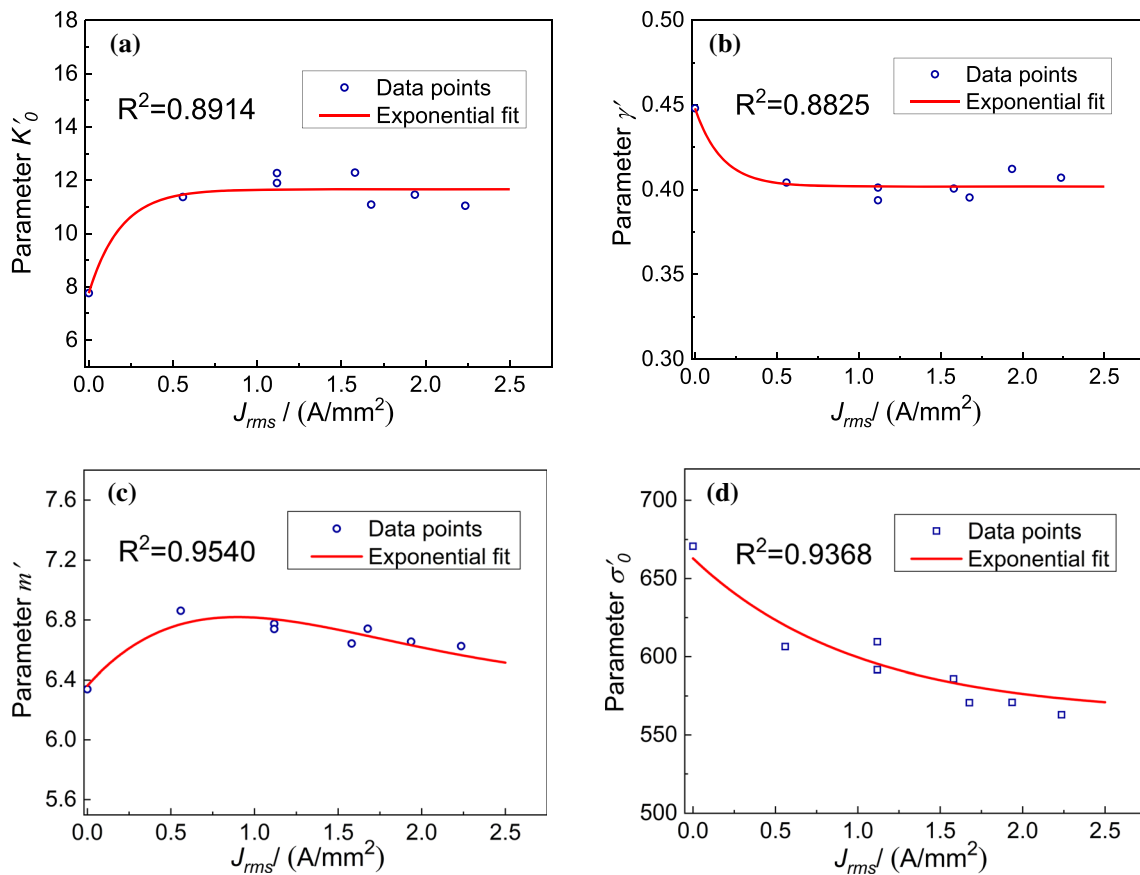 (a)
R²=0.8914
Data points
Exponential fit
Parameter K′₀
18
16
14
12
10
8
6
0.0 0.5 1.0 1.5 2.0 2.5
J_rms / (A/mm²)
(b)
R²=0.8825
Data points
Exponential fit
Parameter γ′
0.50
0.45
0.40
0.35
0.30
0.0 0.5 1.0 1.5 2.0 2.5
J_rms/ (A/mm²)
(c)
R²=0.9540
Data points
Exponential fit
Parameter m′
7.6
7.2
6.8
6.4
6.0
5.6
0.0 0.5 1.0 1.5 2.0 2.5
J_rms/ (A/mm²)
(d)
R²=0.9368
Data points
Exponential fit
Parameter σ′₀
700
650
600
550
500
0.0 0.5 1.0 1.5 2.0 2.5
J_rms/ (A/mm²)